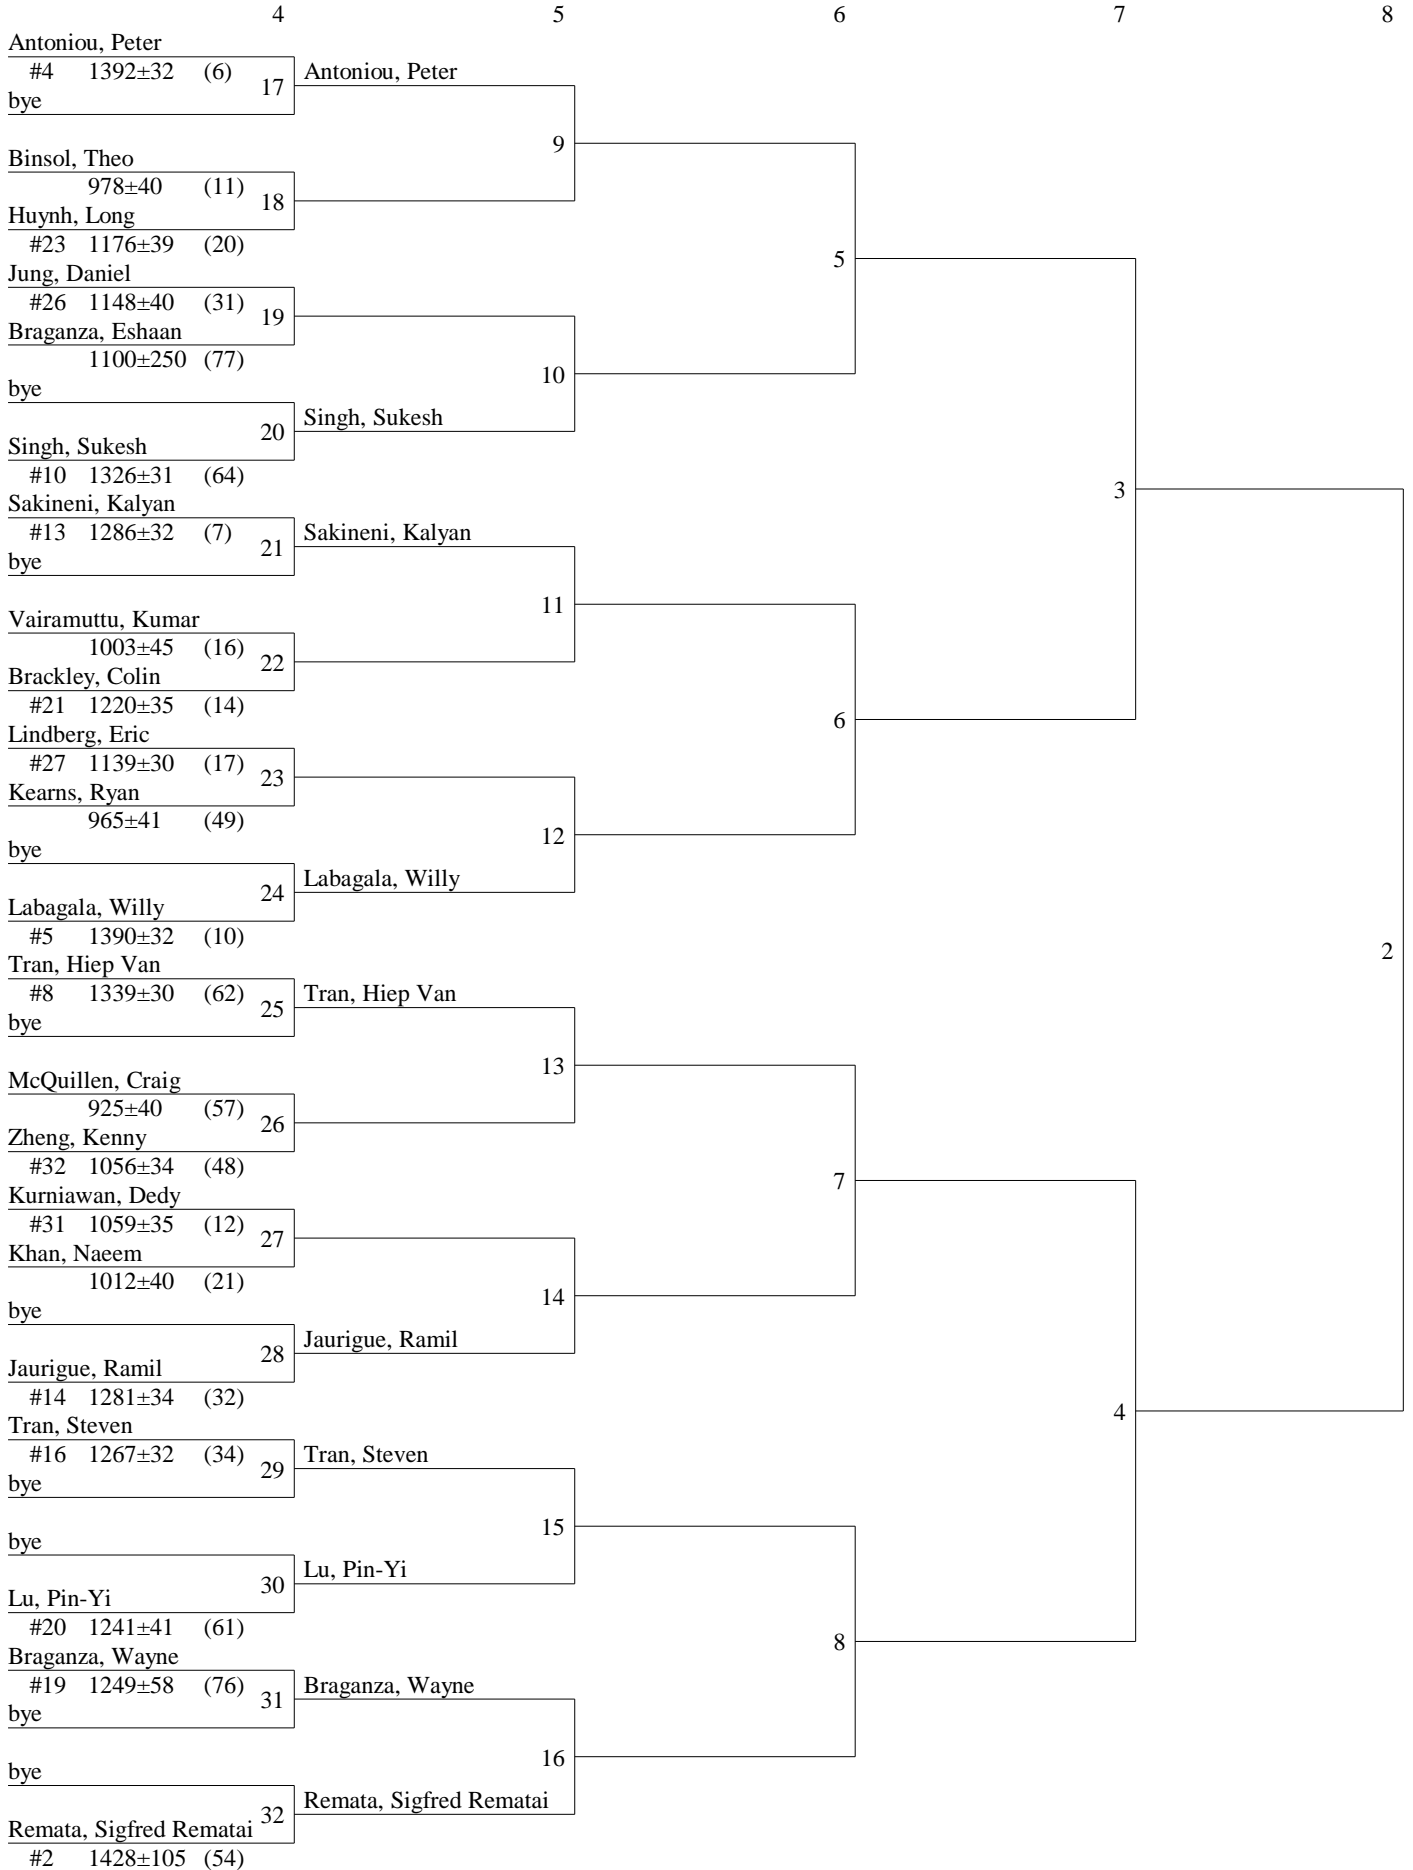 4 5 6 7 8
Antoniou, Peter
#4 1392±32 (6) 17 Antoniou, Peter
bye
9
Binsol, Theo
978±40 (11) 18
Huynh, Long
#23 1176±39 (20)
5
Jung, Daniel
#26 1148±40 (31) 19
Braganza, Eshaan
1100±250 (77)
10
bye
20 Singh, Sukesh
Singh, Sukesh
#10 1326±31 (64)
3
Sakineni, Kalyan
#13 1286±32 (7) 21 Sakineni, Kalyan
bye
11
Vairamuttu, Kumar
1003±45 (16) 22
Brackley, Colin
#21 1220±35 (14)
6
Lindberg, Eric
#27 1139±30 (17) 23
Kearns, Ryan
965±41 (49)
12
bye
24 Labagala, Willy
Labagala, Willy
#5 1390±32 (10)
2
Tran, Hiep Van
#8 1339±30 (62) 25 Tran, Hiep Van
bye
13
McQuillen, Craig
925±40 (57) 26
Zheng, Kenny
#32 1056±34 (48)
7
Kurniawan, Dedy
#31 1059±35 (12) 27
Khan, Naeem
1012±40 (21)
14
bye
28 Jaurigue, Ramil
Jaurigue, Ramil
#14 1281±34 (32)
4
Tran, Steven
#16 1267±32 (34) 29 Tran, Steven
bye
15
bye
30 Lu, Pin-Yi
Lu, Pin-Yi
#20 1241±41 (61)
8
Braganza, Wayne
#19 1249±58 (76) 31 Braganza, Wayne
bye
16
bye
32 Remata, Sigfred Rematai
Remata, Sigfred Rematai
#2 1428±105 (54)